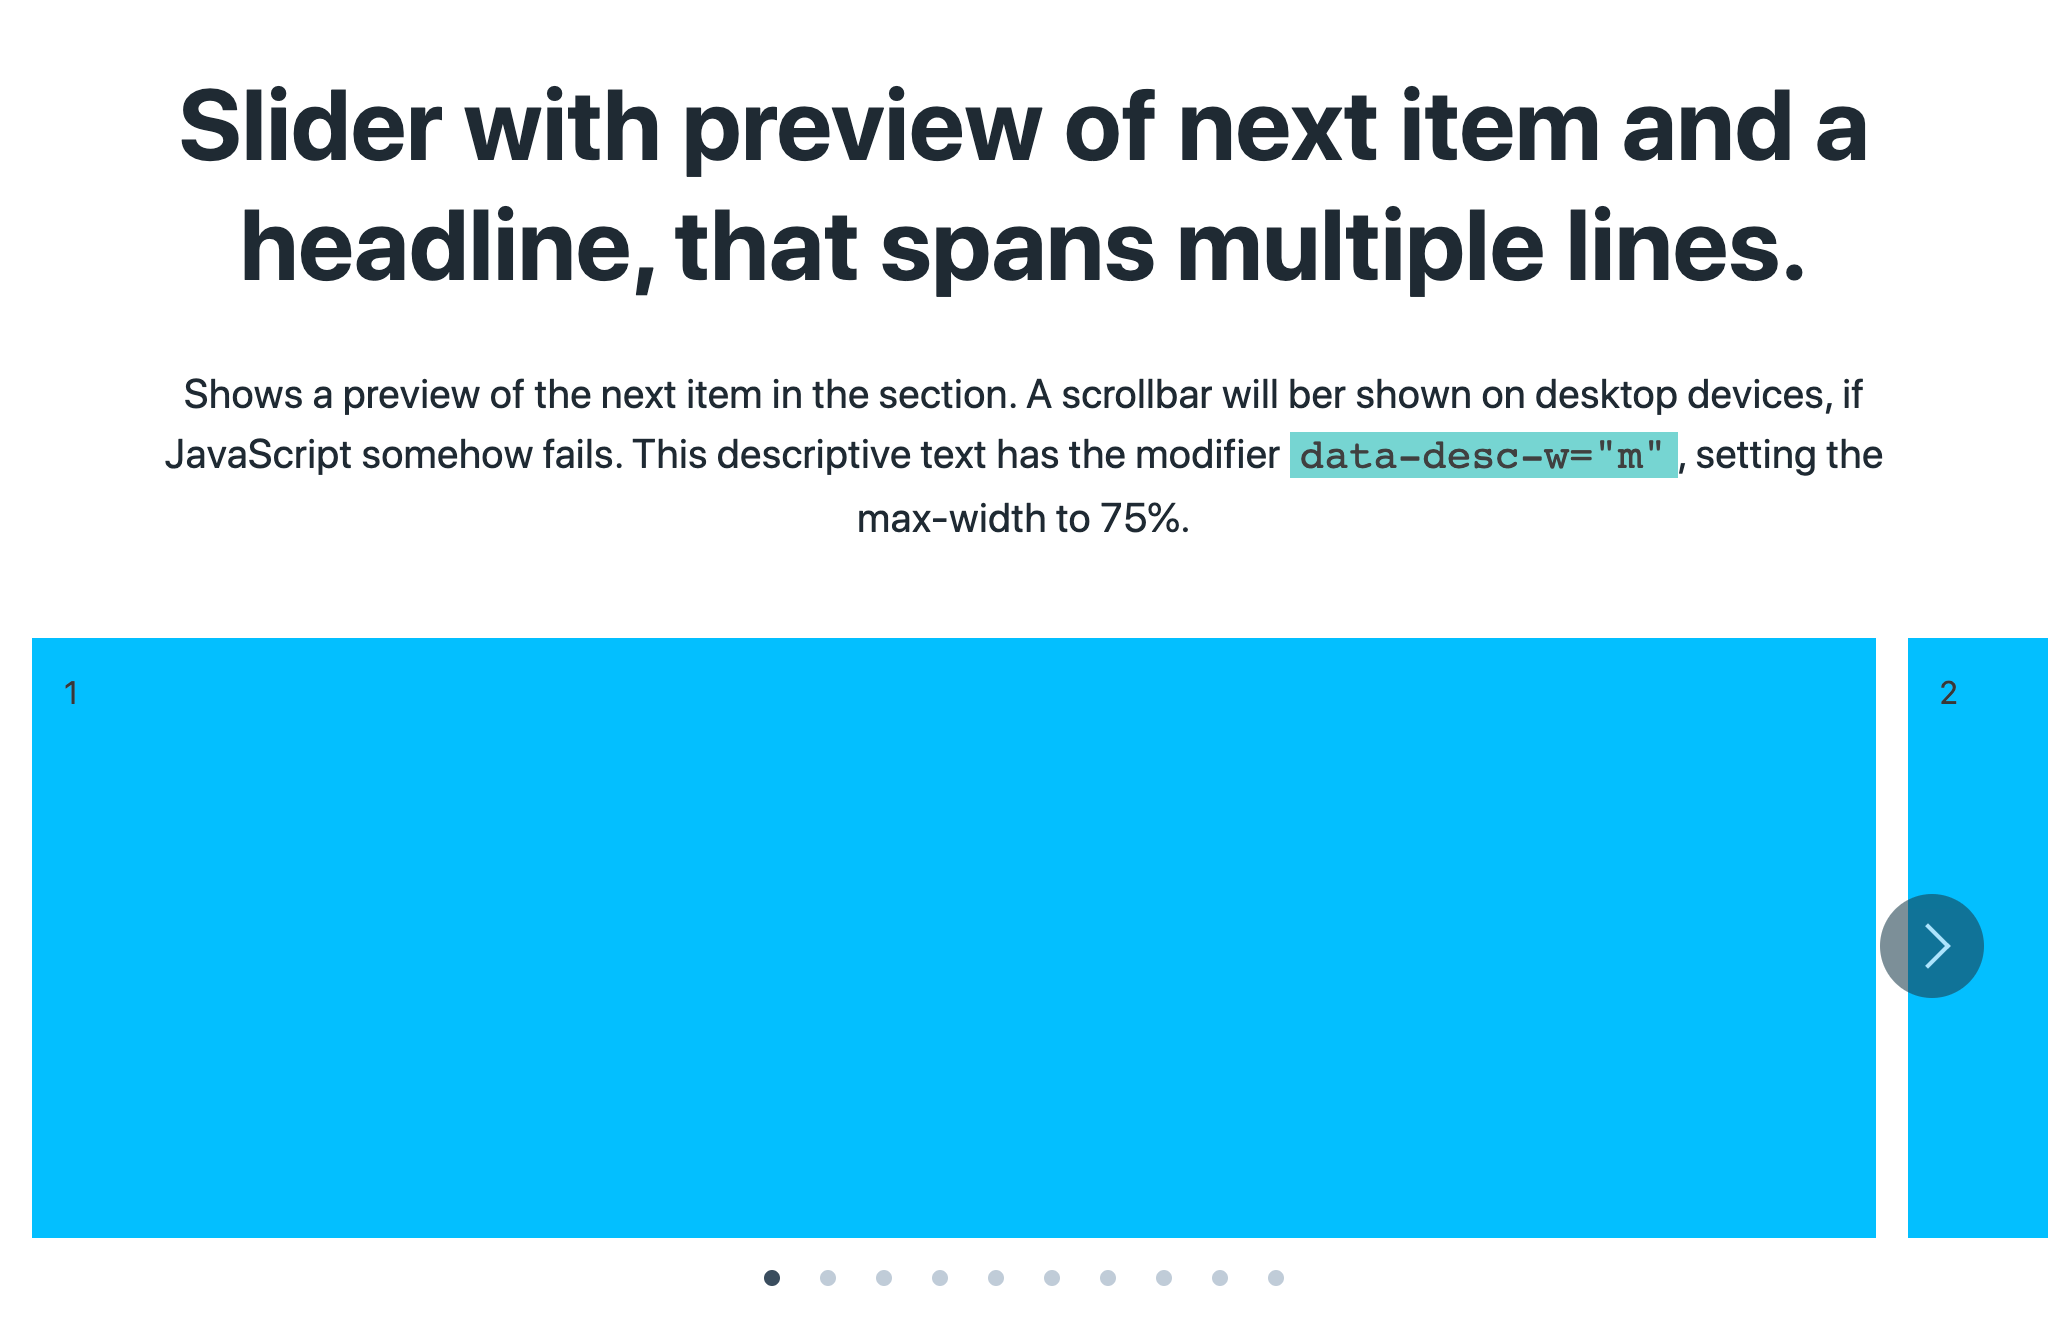 Slider with preview of next item and a
headline, that spans multiple lines.
Shows a preview of the next item in the section. A scrollbar will ber shown on desktop devices, if
JavaScript somehow fails. This descriptive text has the modifier data-desc-w="m", setting the
max-width to 75%.
1
2